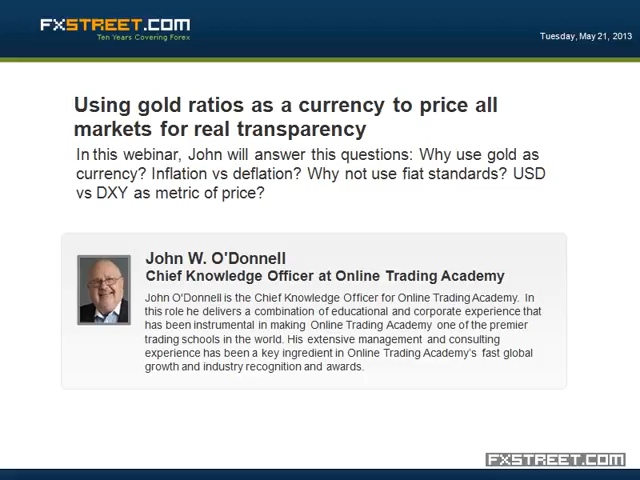 FXSTREET.COM
Ten Years Covering Forex
Tuesday, May 21, 2013
Using gold ratios as a currency to price all
markets for real transparency
In this webinar, John will answer this questions: Why use gold as
currency? Inflation vs deflation? Why not use fiat standards? USD
vs DXY as metric of price?
John W. O'Donnell
Chief Knowledge Officer at Online Trading Academy
John O'Donnell is the Chief Knowledge Officer for Online Trading Academy. In
this role he delivers a combination of educational and corporate experience that
has been instrumental in making Online Trading Academy one of the premier
trading schools in the world. His extensive management and consulting
experience has been a key ingredient in Online Trading Academy's fast global
growth and industry recognition and awards.
FXSTREET.COM